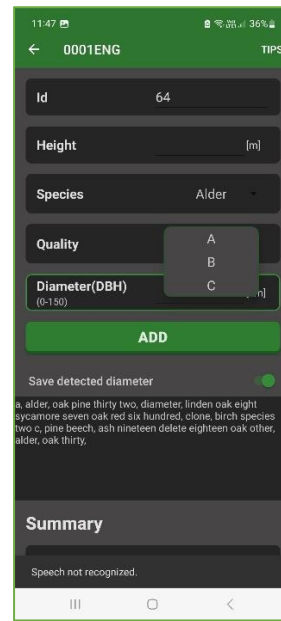 11:47 36%
← 0001ENG TIPS
Id 64
Height [m]
Species Alder
Quality A
B
Diameter(DBH) C
(0-150)
ADD
Save detected diameter
a, alder, oak pine thirty two, diameter, linden oak eight
sycamore seven oak red six hundred, clone, birch species
two c, pine beech, ash nineteen delete eighteen oak other,
alder, oak thirty,
Summary
Speech not recognized.